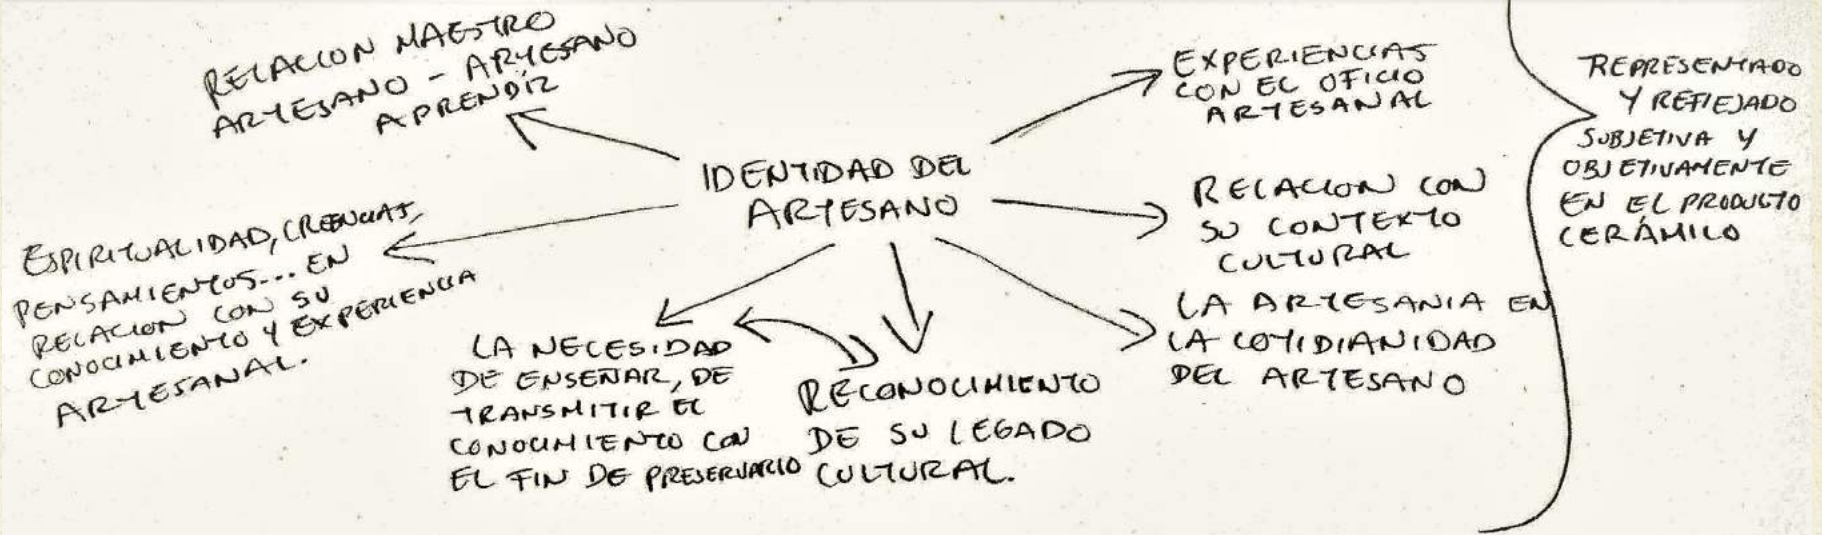 RELACION MAESTRO
ARTESANO - ARTESANO
APRENDÍZ
EXPERIENCIAS
CON EL OFICIO
ARTESANAL
REPRESENTADO
Y REFLEJADO
SUBJETIVA Y
OBJETIVAMENTE
EN EL PRODUCTO
CERÁMICO
IDENTIDAD DEL
ARTESANO
RELACION CON
SU CONTEXTO
CULTURAL
ESPIRITUALIDAD, CREENCIAS,
PENSAMIENTOS... EN
RELACION CON SU
CONOCIMIENTO Y EXPERIENCIA
ARTESANAL.
LA ARTESANIA EN
LA COTIDIANIDAD
DEL ARTESANO
LA NECESIDAD
DE ENSEÑAR, DE
TRANSMITIR EL
CONOCIMIENTO CON
EL FIN DE PRESERVARLO
RECONOCIMIENTO
DE SU LEGADO
CULTURAL.